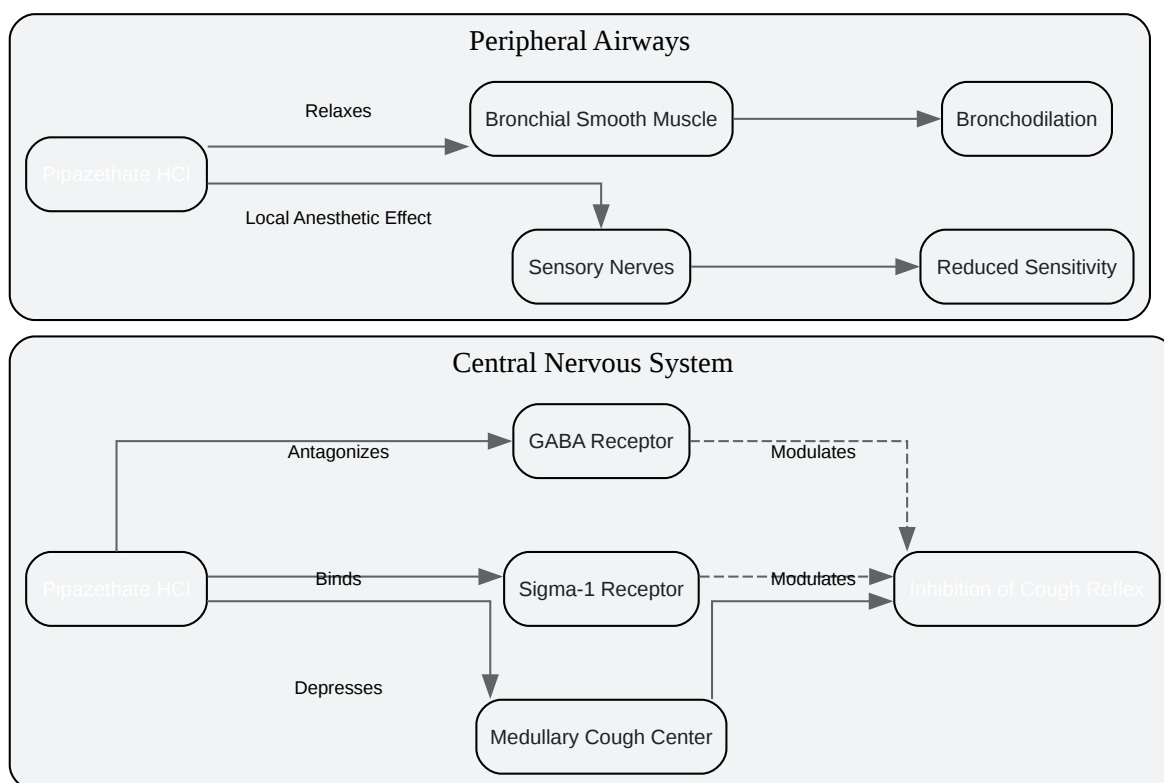 Peripheral Airways
Relaxes
Bronchial Smooth Muscle
Bronchodilation
Pipazethate HCl
Local Anesthetic Effect
Sensory Nerves
Reduced Sensitivity
Central Nervous System
GABA Receptor
Antagonizes
Modulates
Pipazethate HCl
Binds
Sigma-1 Receptor
Modulates
Inhibition of Cough Reflex
Depresses
Medullary Cough Center